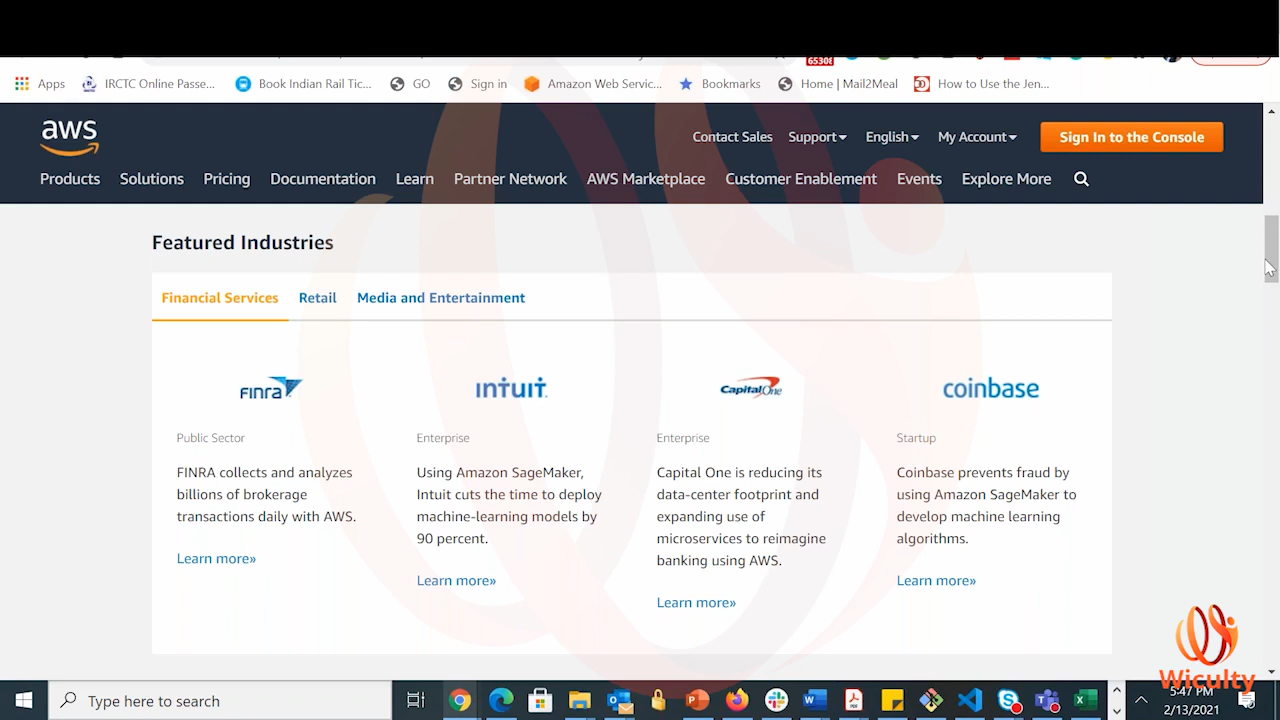 65308
Apps IRCTC Online Passe... Book Indian Rail Tic... GO Sign in Amazon Web Servic... Bookmarks Home | Mail2Meal How to Use the Jen...
aws
Contact Sales Support English My Account Sign In to the Console
Products Solutions Pricing Documentation Learn Partner Network AWS Marketplace Customer Enablement Events Explore More
Featured Industries
Financial Services Retail Media and Entertainment
FINRA INTUIT Capital One coinbase
Public Sector
FINRA collects and analyzes
billions of brokerage
transactions daily with AWS.
Learn more»
Enterprise
Using Amazon SageMaker,
Intuit cuts the time to deploy
machine-learning models by
90 percent.
Learn more»
Enterprise
Capital One is reducing its
data-center footprint and
expanding use of
microservices to reimagine
banking using AWS.
Learn more»
Startup
Coinbase prevents fraud by
using Amazon SageMaker to
develop machine learning
algorithms.
Learn more»
Wiculty
Type here to search
5:47 PM
2/13/2021